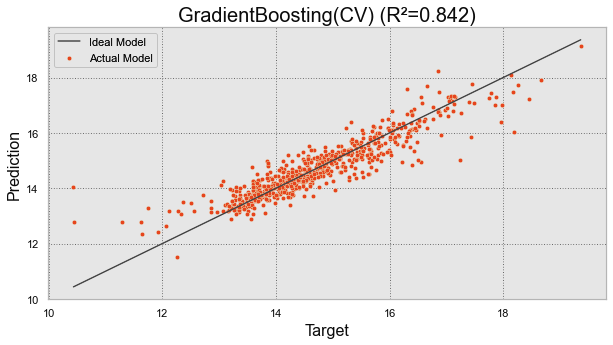 GradientBoosting(CV) (R²=0.842)
Ideal Model
Actual Model
Prediction
18
16
14
12
10
10
12
14
16
18
Target